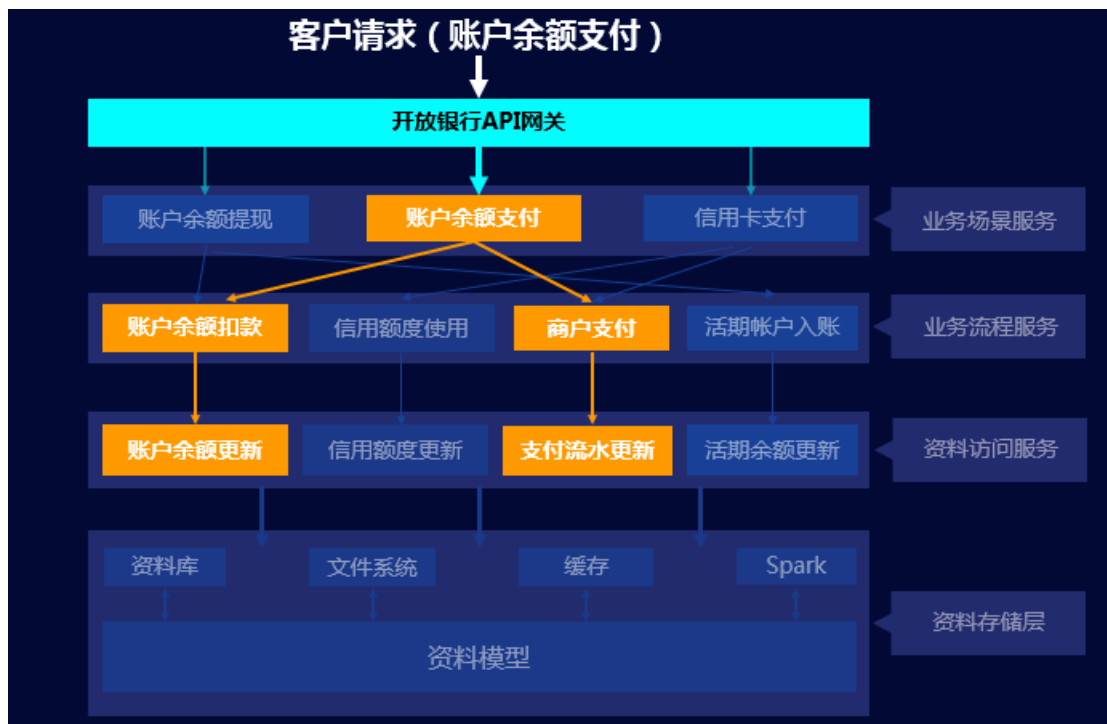 客户请求（账户余额支付）
开放银行API网关
账户余额提现
账户余额支付
信用卡支付
业务场景服务
账户余额扣款
信用额度使用
商户支付
活期帐户入账
业务流程服务
账户余额更新
信用额度更新
支付流水更新
活期余额更新
资料访问服务
资料库
文件系统
缓存
Spark
资料模型
资料存储层